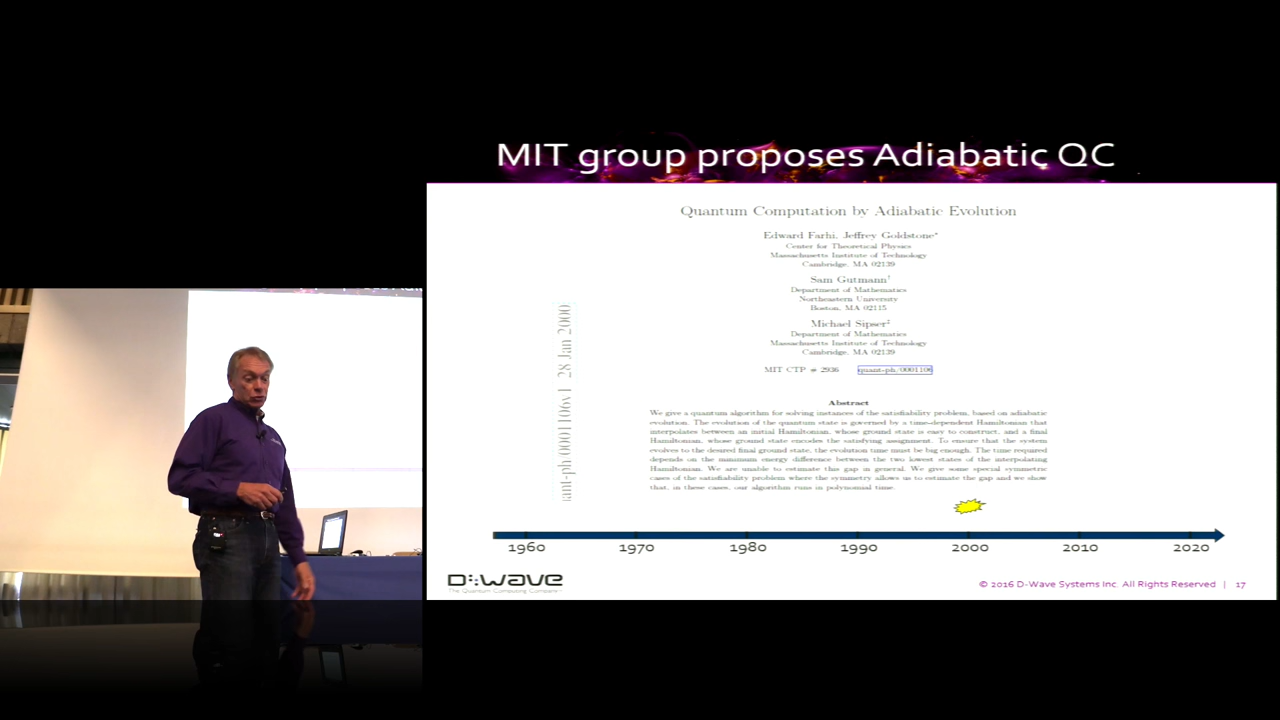 MIT group proposes Adiabatic QC
Quantum Computation by Adiabatic Evolution
Edward Farhi, Jeffrey Goldstone*
Center for Theoretical Physics
Massachusetts Institute of Technology
Cambridge, MA 02139
Sam Gutmann†
Department of Mathematics
Northeastern University
Boston, MA 02115
Michael Sipser‡
Department of Mathematics
Massachusetts Institute of Technology
Cambridge, MA 02139
MIT CTP # 2936 quant-ph/0001106
Abstract
We give a quantum algorithm for solving instances of the satisfiability problem, based on adiabatic
evolution. The evolution of the quantum state is governed by a time-dependent Hamiltonian that
interpolates between an initial Hamiltonian, whose ground state is easy to construct, and a final
Hamiltonian, whose ground state encodes the satisfying assignment. To ensure that the system
evolves to the desired final ground state, the evolution time must be big enough. The time required
depends on the minimum energy difference between the two lowest states of the interpolating
Hamiltonian. We are unable to estimate this gap in general. We give some special symmetric
cases of the satisfiability problem where the symmetry allows us to estimate the gap and we show
that, in these cases, our algorithm runs in polynomial time.
28 Jan 2000
1960 1970 1980 1990 2000 2010 2020
D:wave
The Quantum Computing Company
© 2016 D-Wave Systems Inc. All Rights Reserved | 17